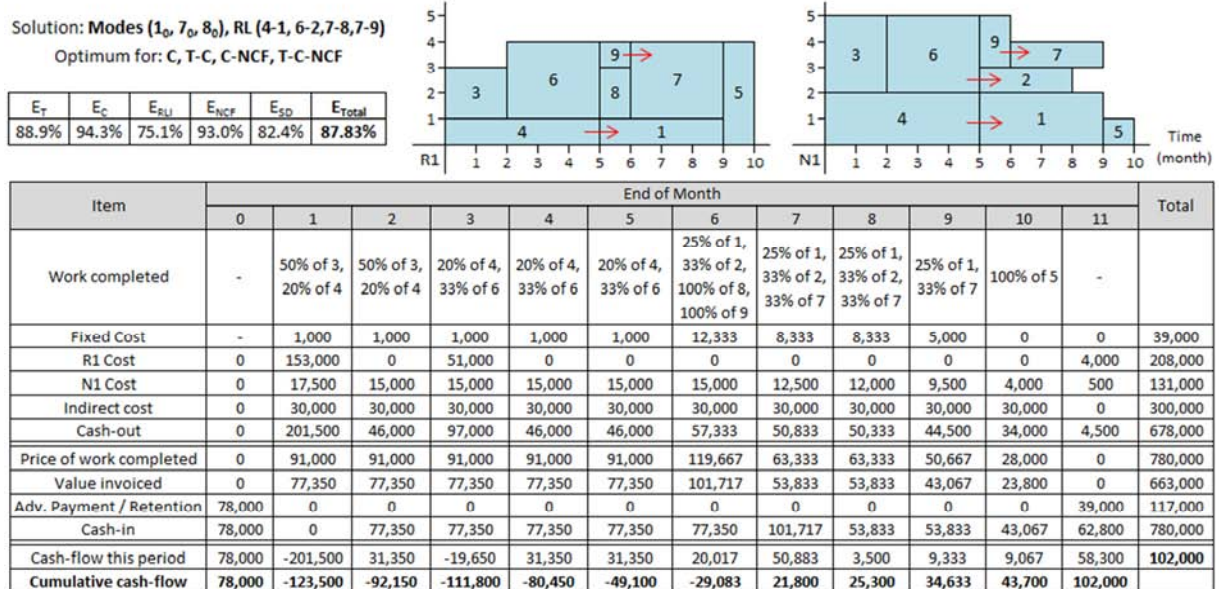 Solution: Modes (1₀, 7₀, 8₀), RL (4-1, 6-2,7-8,7-9)
Optimum for: C, T-C, C-NCF, T-C-NCF
E_T E_C E_RLU E_NCF E_SD E_Total
88.9% 94.3% 75.1% 93.0% 82.4% 87.83%
5
4
3
2
1
3 6 9 8 7 5
4 1
R1 1 2 3 4 5 6 7 8 9 10
5
4
3
2
1
3 6 9 7
2
4 1 5
N1 1 2 3 4 5 6 7 8 9 10
Time
(month)
Item End of Month Total
0 1 2 3 4 5 6 7 8 9 10 11
Work completed - 50% of 3, 20% of 4 50% of 3, 20% of 4 20% of 4, 33% of 6 20% of 4, 33% of 6 20% of 4, 33% of 6 25% of 1, 33% of 2, 100% of 8, 100% of 9 25% of 1, 33% of 2, 33% of 7 25% of 1, 33% of 2, 33% of 7 25% of 1, 33% of 7 100% of 5 -
Fixed Cost - 1,000 1,000 1,000 1,000 1,000 12,333 8,333 8,333 5,000 0 0 39,000
R1 Cost 0 153,000 0 51,000 0 0 0 0 0 0 0 4,000 208,000
N1 Cost 0 17,500 15,000 15,000 15,000 15,000 15,000 12,500 12,000 9,500 4,000 500 131,000
Indirect cost 0 30,000 30,000 30,000 30,000 30,000 30,000 30,000 30,000 30,000 30,000 0 300,000
Cash-out 0 201,500 46,000 97,000 46,000 46,000 57,333 50,833 50,333 44,500 34,000 4,500 678,000
Price of work completed 0 91,000 91,000 91,000 91,000 91,000 119,667 63,333 63,333 50,667 28,000 0 780,000
Value invoiced 0 77,350 77,350 77,350 77,350 77,350 101,717 53,833 53,833 43,067 23,800 0 663,000
Adv. Payment / Retention 78,000 0 0 0 0 0 0 0 0 0 0 39,000 117,000
Cash-in 78,000 0 77,350 77,350 77,350 77,350 77,350 101,717 53,833 53,833 43,067 62,800 780,000
Cash-flow this period 78,000 -201,500 31,350 -19,650 31,350 31,350 20,017 50,883 3,500 9,333 9,067 58,300 102,000
Cumulative cash-flow 78,000 -123,500 -92,150 -111,800 -80,450 -49,100 -29,083 21,800 25,300 34,633 43,700 102,000